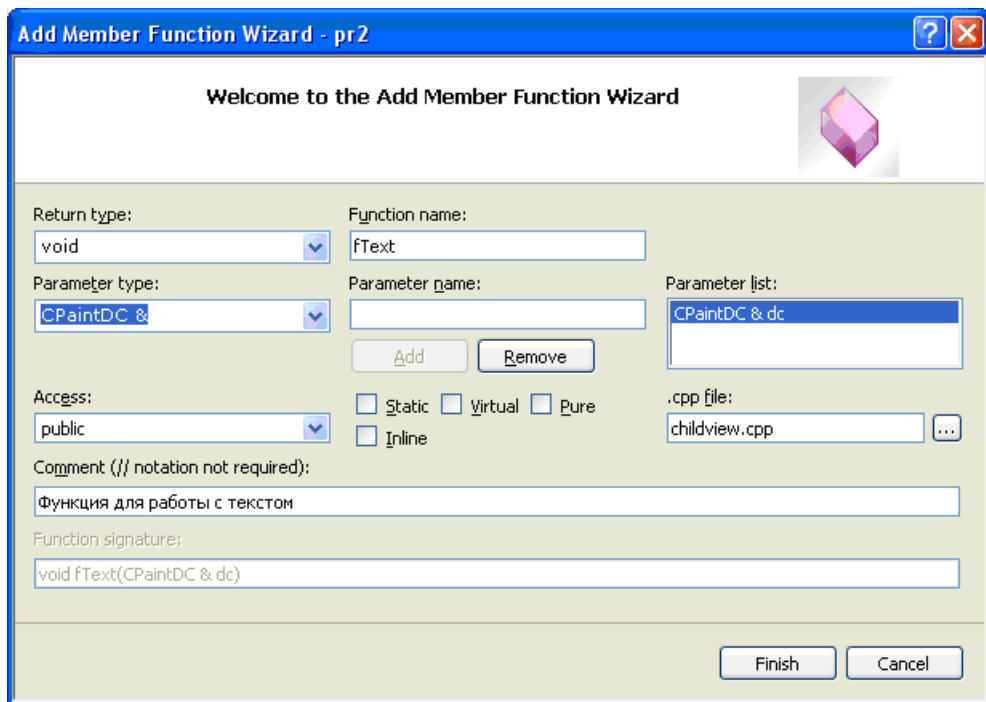 Add Member Function Wizard - pr2
Welcome to the Add Member Function Wizard
Return type:
Function name:
void
fText
Parameter type:
Parameter name:
Parameter list:
CPaintDC &
CPaintDC & dc
Add
Remove
Access:
Static
Virtual
Pure
.cpp file:
public
Inline
childview.cpp
...
Comment (// notation not required):
Функция для работы с текстом
Function signature:
void fText(CPaintDC & dc)
Finish
Cancel